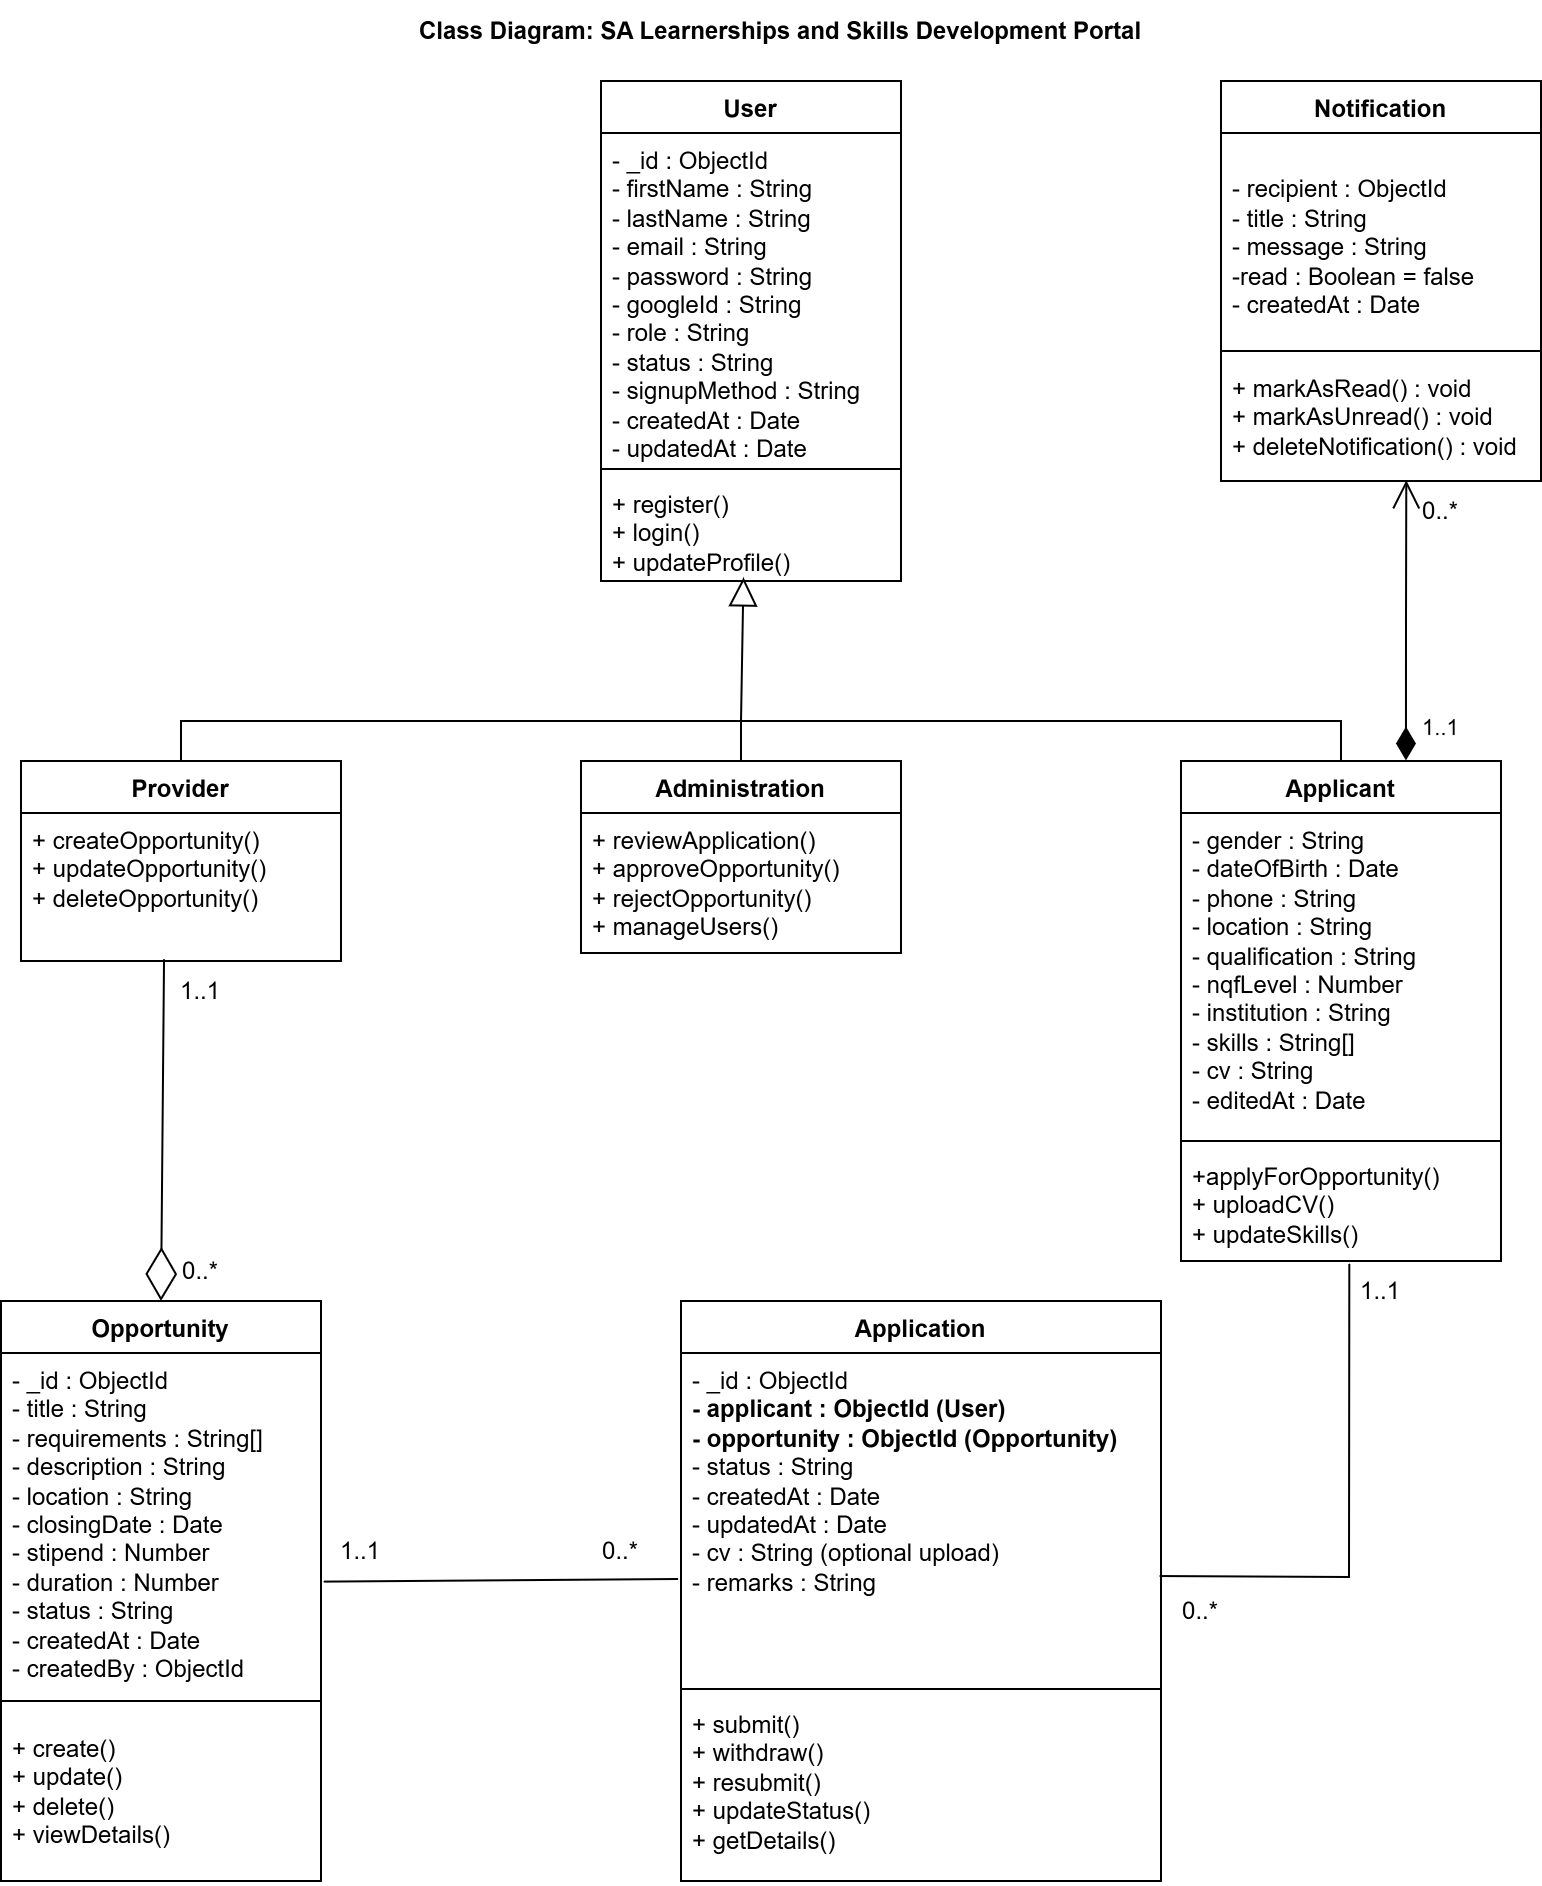 Class Diagram: SA Learnerships and Skills Development Portal
User
- _id : ObjectId
- firstName : String
- lastName : String
- email : String
- password : String
- googleId : String
- role : String
- status : String
- signupMethod : String
- createdAt : Date
- updatedAt : Date
+ register()
+ login()
+ updateProfile()
Notification
- recipient : ObjectId
- title : String
- message : String
-read : Boolean = false
- createdAt : Date
+ markAsRead() : void
+ markAsUnread() : void
+ deleteNotification() : void
0..*
1..1
Provider
+ createOpportunity()
+ updateOpportunity()
+ deleteOpportunity()
1..1
0..*
Administration
+ reviewApplication()
+ approveOpportunity()
+ rejectOpportunity()
+ manageUsers()
Applicant
- gender : String
- dateOfBirth : Date
- phone : String
- location : String
- qualification : String
- nqfLevel : Number
- institution : String
- skills : String[]
- cv : String
- editedAt : Date
+applyForOpportunity()
+ uploadCV()
+ updateSkills()
1..1
Opportunity
- _id : ObjectId
- title : String
- requirements : String[]
- description : String
- location : String
- closingDate : Date
- stipend : Number
- duration : Number
- status : String
- createdAt : Date
- createdBy : ObjectId
+ create()
+ update()
+ delete()
+ viewDetails()
1..1
0..*
Application
- _id : ObjectId
- applicant : ObjectId (User)
- opportunity : ObjectId (Opportunity)
- status : String
- createdAt : Date
- updatedAt : Date
- cv : String (optional upload)
- remarks : String
+ submit()
+ withdraw()
+ resubmit()
+ updateStatus()
+ getDetails()
0..*